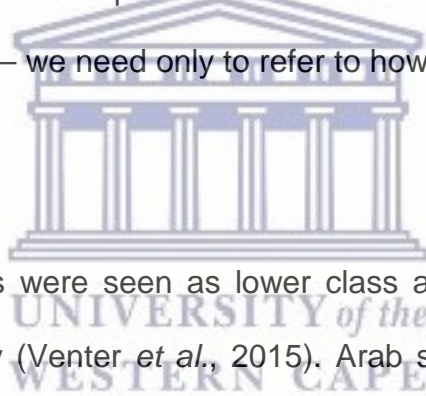 – we need only to refer to how
s were seen as lower class a
UNIVERSITY of the
(Venter et al., 2015). Arab s
WESTERN CAPE